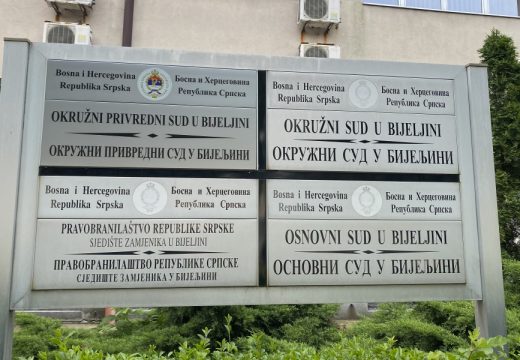 Bosna i Hercegovina Босна и Херцеговина
Republika Srpska Република Српска
OKRUŽNI PRIVREDNI SUD U BIJELJINI
ОКРУЖНИ ПРИВРЕДНИ СУД У БИЈЕЉИНИ
Bosna i Hercegovina Босна и Херцеговина
Republika Srpska Република Српска
OKRUŽNI SUD U BIJELJINI
ОКРУЖНИ СУД У БИЈЕЉИНИ
Bosna i Hercegovina Босна и Херцеговина
Republika Srpska Република Српска
PRAVOBRANILAŠTVO REPUBLIKE SRPSKE
SJEDIŠTE ZAMJENIKA U BIJELJINI
ПРАВОБРАНИЛАШТВО РЕПУБЛИКЕ СРПСКЕ
СЈЕДИШТЕ ЗАМЈЕНИКА У БИЈЕЉИНИ
Bosna i Hercegovina Босна и Херцеговина
Republika Srpska Република Српска
OSNOVNI SUD U BIJELJINI
ОСНОВНИ СУД У БИЈЕЉИНИ